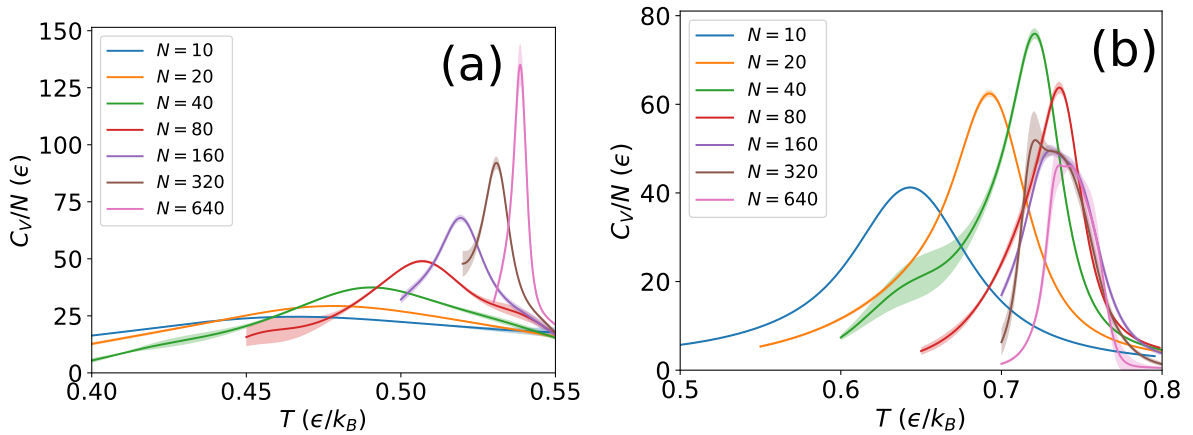 (a)
C_V/N (ϵ)
150
125
100
75
50
25
0
N = 10
N = 20
N = 40
N = 80
N = 160
N = 320
N = 640
0.40
0.45
0.50
0.55
T (ϵ/k_B)
(b)
C_V/N (ϵ)
80
60
40
20
0
N = 10
N = 20
N = 40
N = 80
N = 160
N = 320
N = 640
0.5
0.6
0.7
0.8
T (ϵ/k_B)